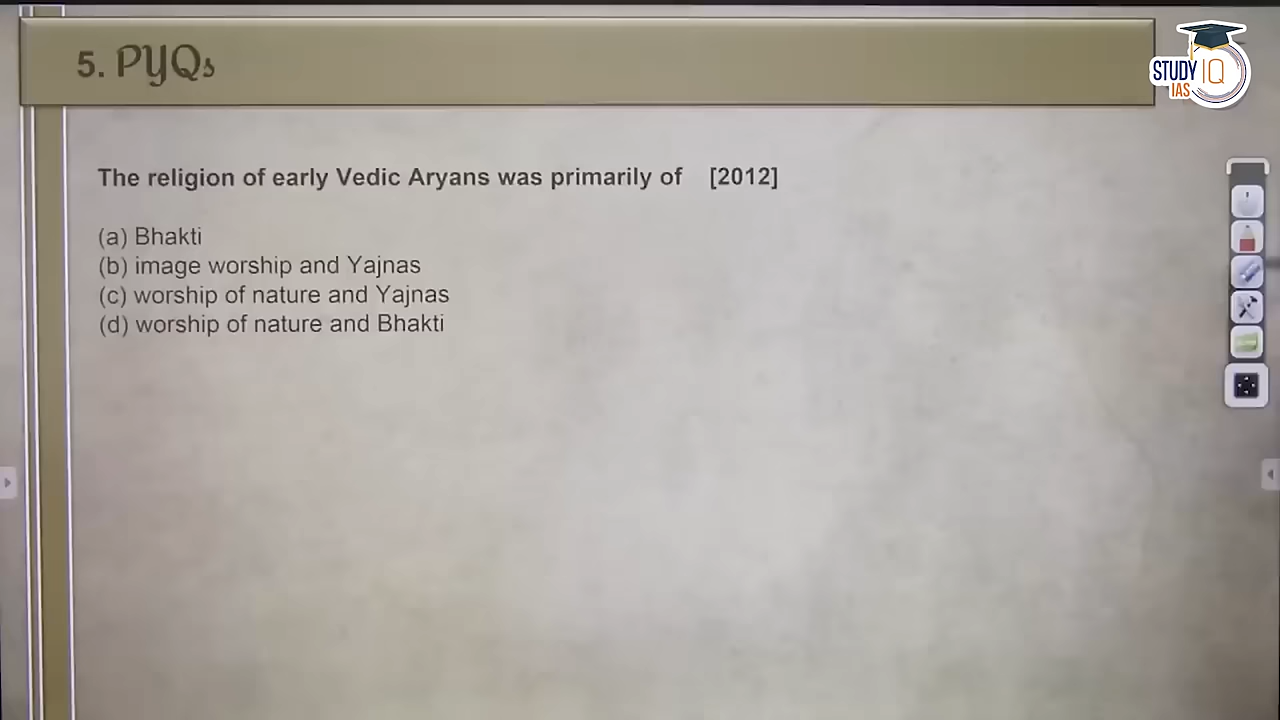 5. PYQs
STUDY IQ
IAS
The religion of early Vedic Aryans was primarily of [2012]
(a) Bhakti
(b) image worship and Yajnas
(c) worship of nature and Yajnas
(d) worship of nature and Bhakti